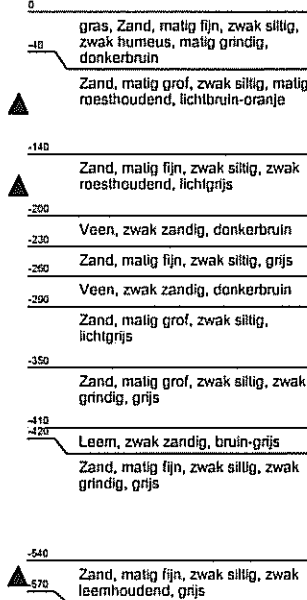 0
gras, Zand, matig fijn, zwak siltig,
zwak humeus, matig grindig,
donkerbruin
-40
Zand, matig grof, zwak siltig, matig
roesthoudend, lichtbruin-oranje
-140
Zand, matig fijn, zwak siltig, zwak
roesthoudend, lichtgrijs
-200
Veen, zwak zandig, donkerbruin
-230
Zand, matig fijn, zwak siltig, grijs
-260
Veen, zwak zandig, donkerbruin
-290
Zand, matig grof, zwak siltig,
lichtgrijs
-350
Zand, matig grof, zwak siltig, zwak
grindig, grijs
-410
-420
Leem, zwak zandig, bruin-grijs
Zand, matig fijn, zwak siltig, zwak
grindig, grijs
-540
Zand, matig fijn, zwak siltig, zwak
leemhoudend, grijs
-570